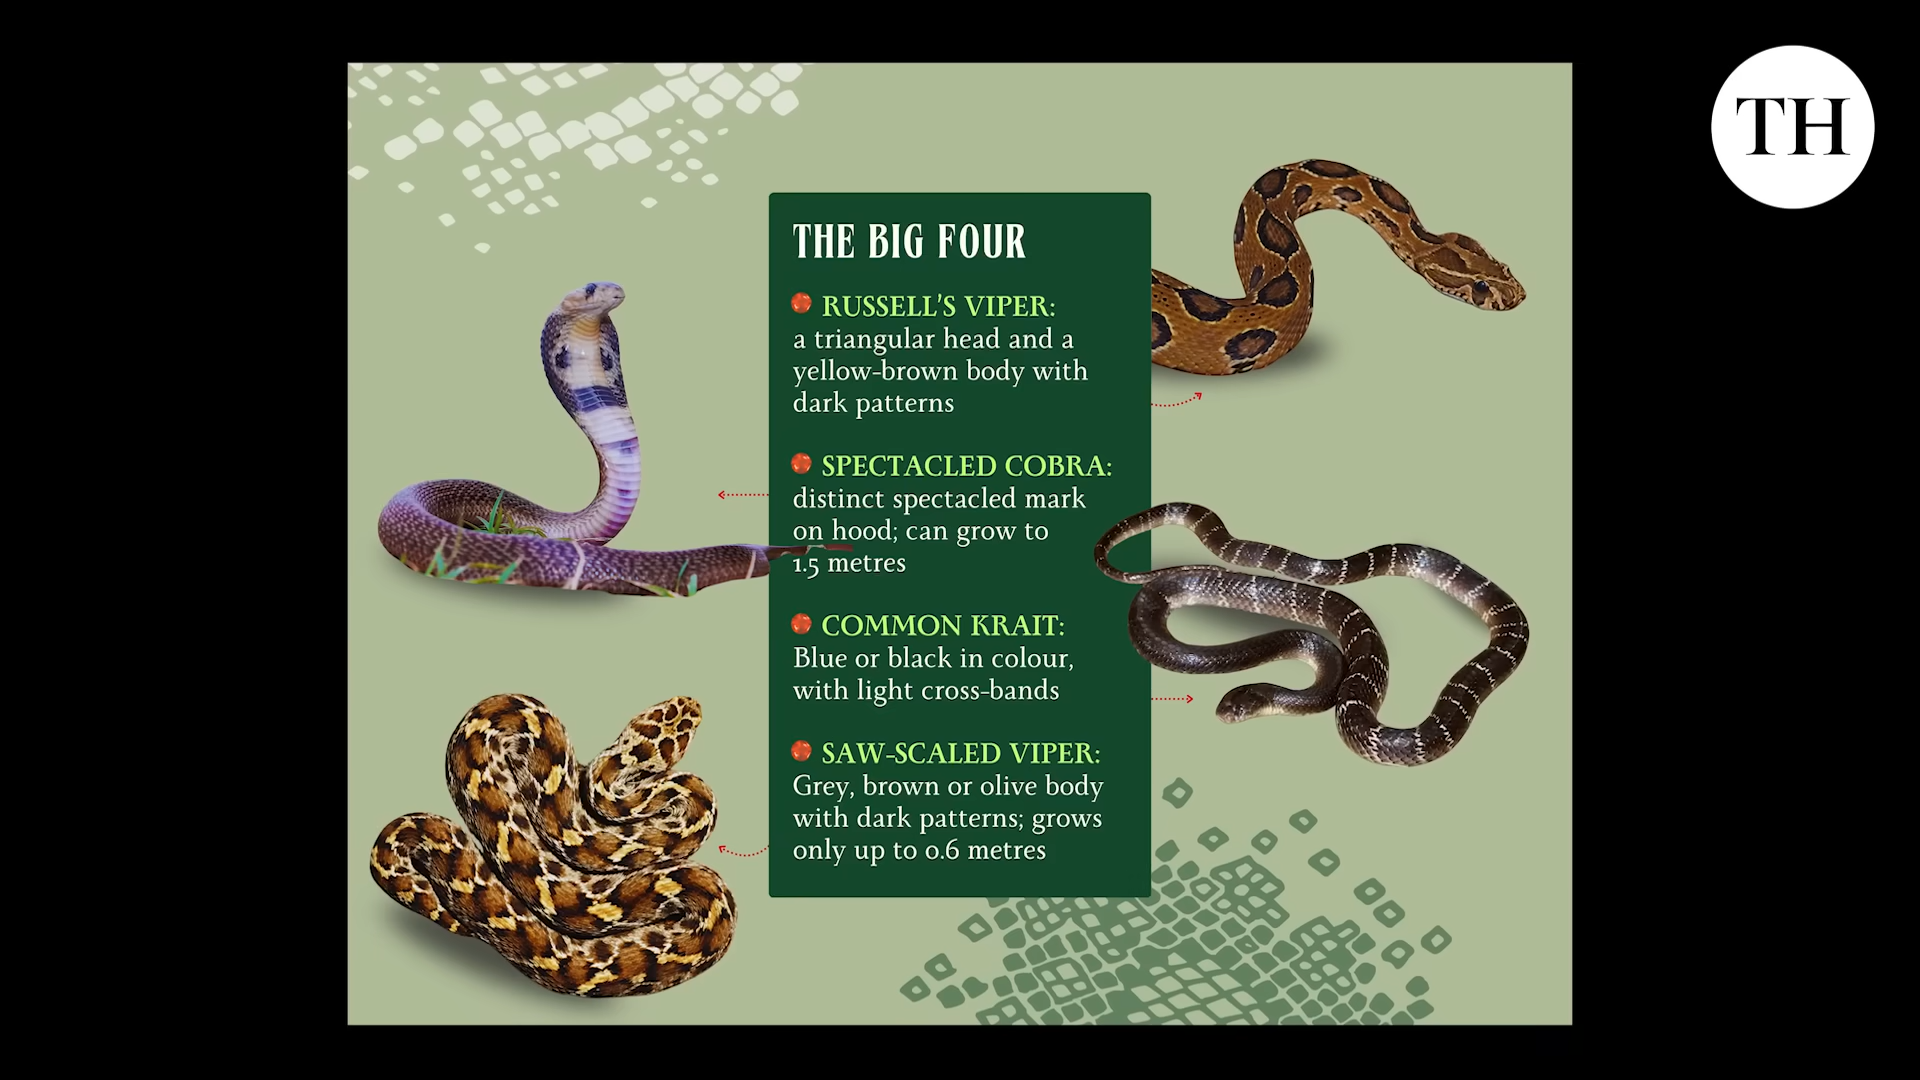 TH
THE BIG FOUR
RUSSELL'S VIPER:
a triangular head and a
yellow-brown body with
dark patterns
SPECTACLED COBRA:
distinct spectacled mark
on hood; can grow to
1.5 metres
COMMON KRAIT:
Blue or black in colour,
with light cross-bands
SAW-SCALED VIPER:
Grey, brown or olive body
with dark patterns; grows
only up to 0.6 metres